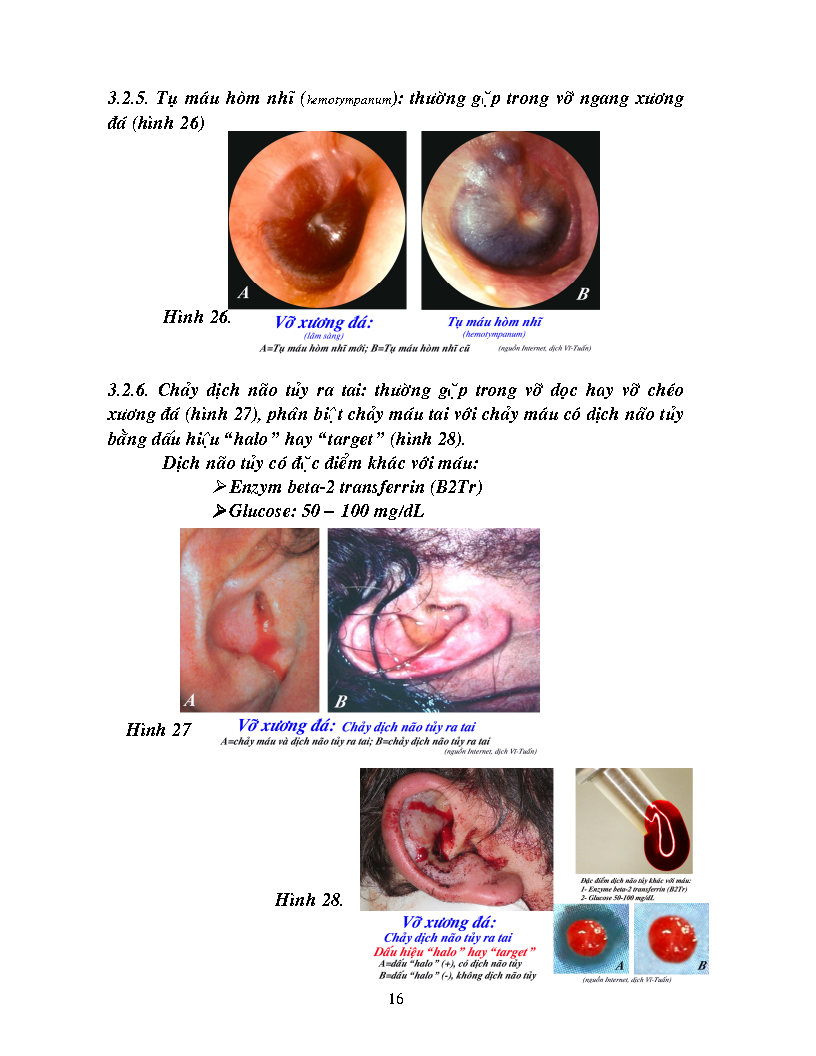 3.2.5. Tụ máu hòm nhĩ (hemotympanum): thường gặp trong vỡ ngang xương
đá (hình 26)
A
B
Hình 26.
Vỡ xương đá:
(lâm sàng)
Tụ máu hòm nhĩ
(hemotympanum)
A=Tụ máu hòm nhĩ mới; B=Tụ máu hòm nhĩ cũ
(nguồn Internet, dịch Vĩ-Tuấn)
3.2.6. Chảy dịch não tủy ra tai: thường gặp trong vỡ dọc hay vỡ chéo
xương đá (hình 27), phân biệt chảy máu tai với chảy máu có dịch não tủy
bằng dấu hiệu “halo” hay “target” (hình 28).
Dịch não tủy có đặc điểm khác với máu:
➢Enzym beta-2 transferrin (B2Tr)
➢Glucose: 50 – 100 mg/dL
A
B
Hình 27
Vỡ xương đá: Chảy dịch não tủy ra tai
A=chảy máu và dịch não tủy ra tai; B=chảy dịch não tủy ra tai
(nguồn Internet, dịch Vĩ-Tuấn)
Đặc điểm dịch não tủy khác với máu:
1- Enzyme beta-2 transferrin (B2Tr)
2- Glucose 50-100 mg/dL
Hình 28.
Vỡ xương đá:
Chảy dịch não tủy ra tai
Dấu hiệu “halo” hay “target”
A=dấu “halo” (+), có dịch não tủy
B=dấu “halo” (-), không dịch não tủy
A
B
(nguồn Internet, dịch Vĩ-Tuấn)
16